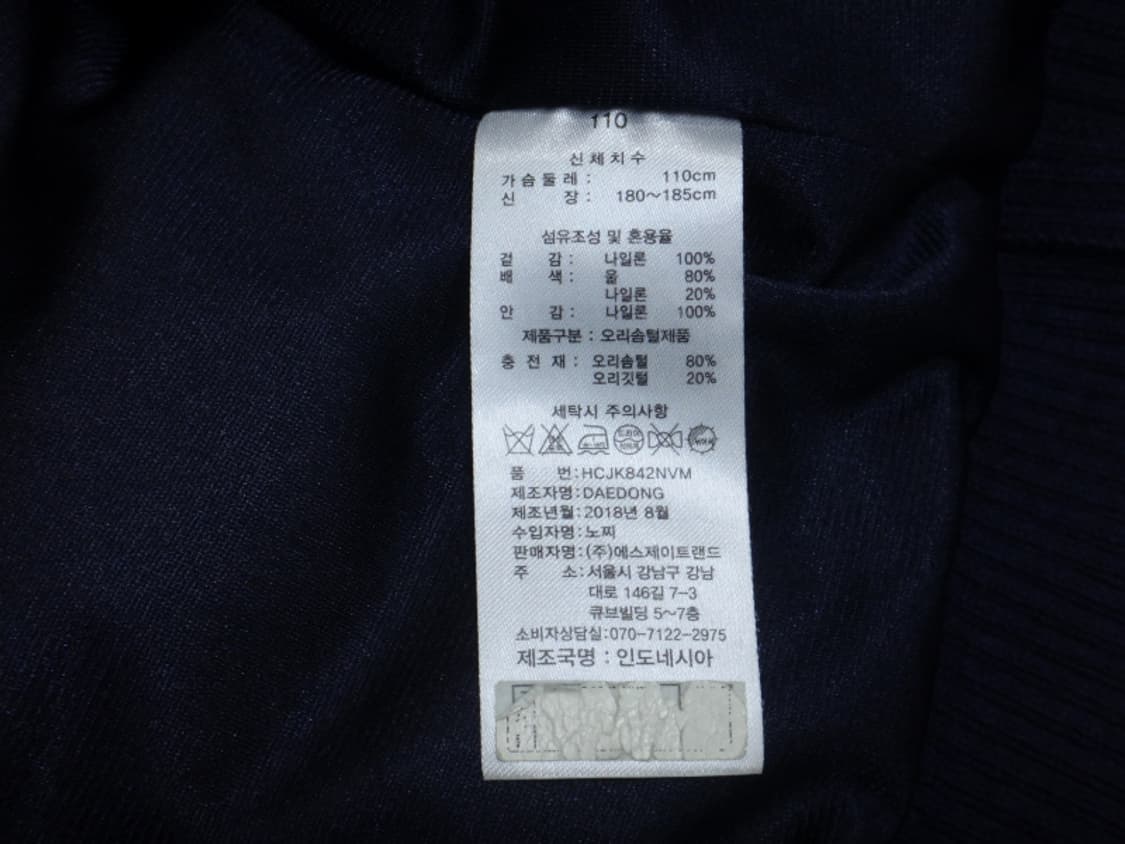 110
신체치수
가슴둘레: 110cm
신 장: 180~185cm
섬유조성 및 혼용율
겉 감: 나일론 100%
배 색: 울 80%
나일론 20%
안 감: 나일론 100%
제품구분: 오리솜털제품
충전재: 오리솜털 80%
오리깃털 20%
세탁시 주의사항
드라이
품 번:HCJK842NVM
제조자명:DAEDONG
제조년월:2018년 8월
수입자명:노찌
판매자명:(주)에스제이트랜드
주 소:서울시 강남구 강남
대로 146길 7-3
큐브빌딩 5~7층
소비자상담실:070-7122-2975
제조국명 : 인도네시아